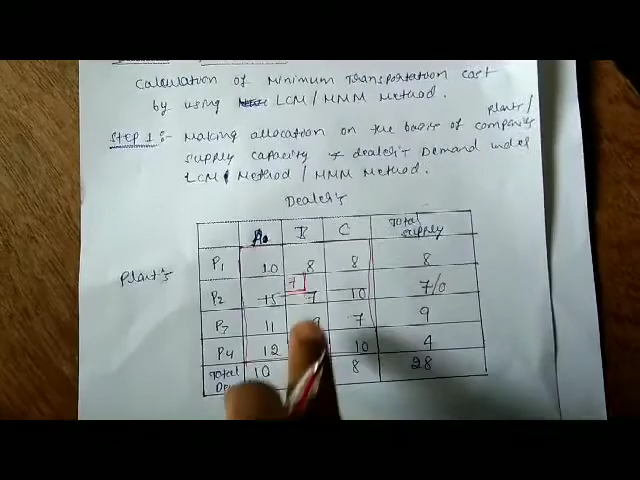 Calculation of Minimum Transportation cost
by using LCM / MMM Method.
Step 1 :- Making allocation on the basis of company plant/
supply capacity & dealer's Demand under
LCM Method / MMM Method.
Dealer's
A B C Total supply
Plant's
P1 10 8 8 8
7
P2 15 7 10 7/0
P3 11 9 7 9
P4 12 10 4
Total 10 8 28